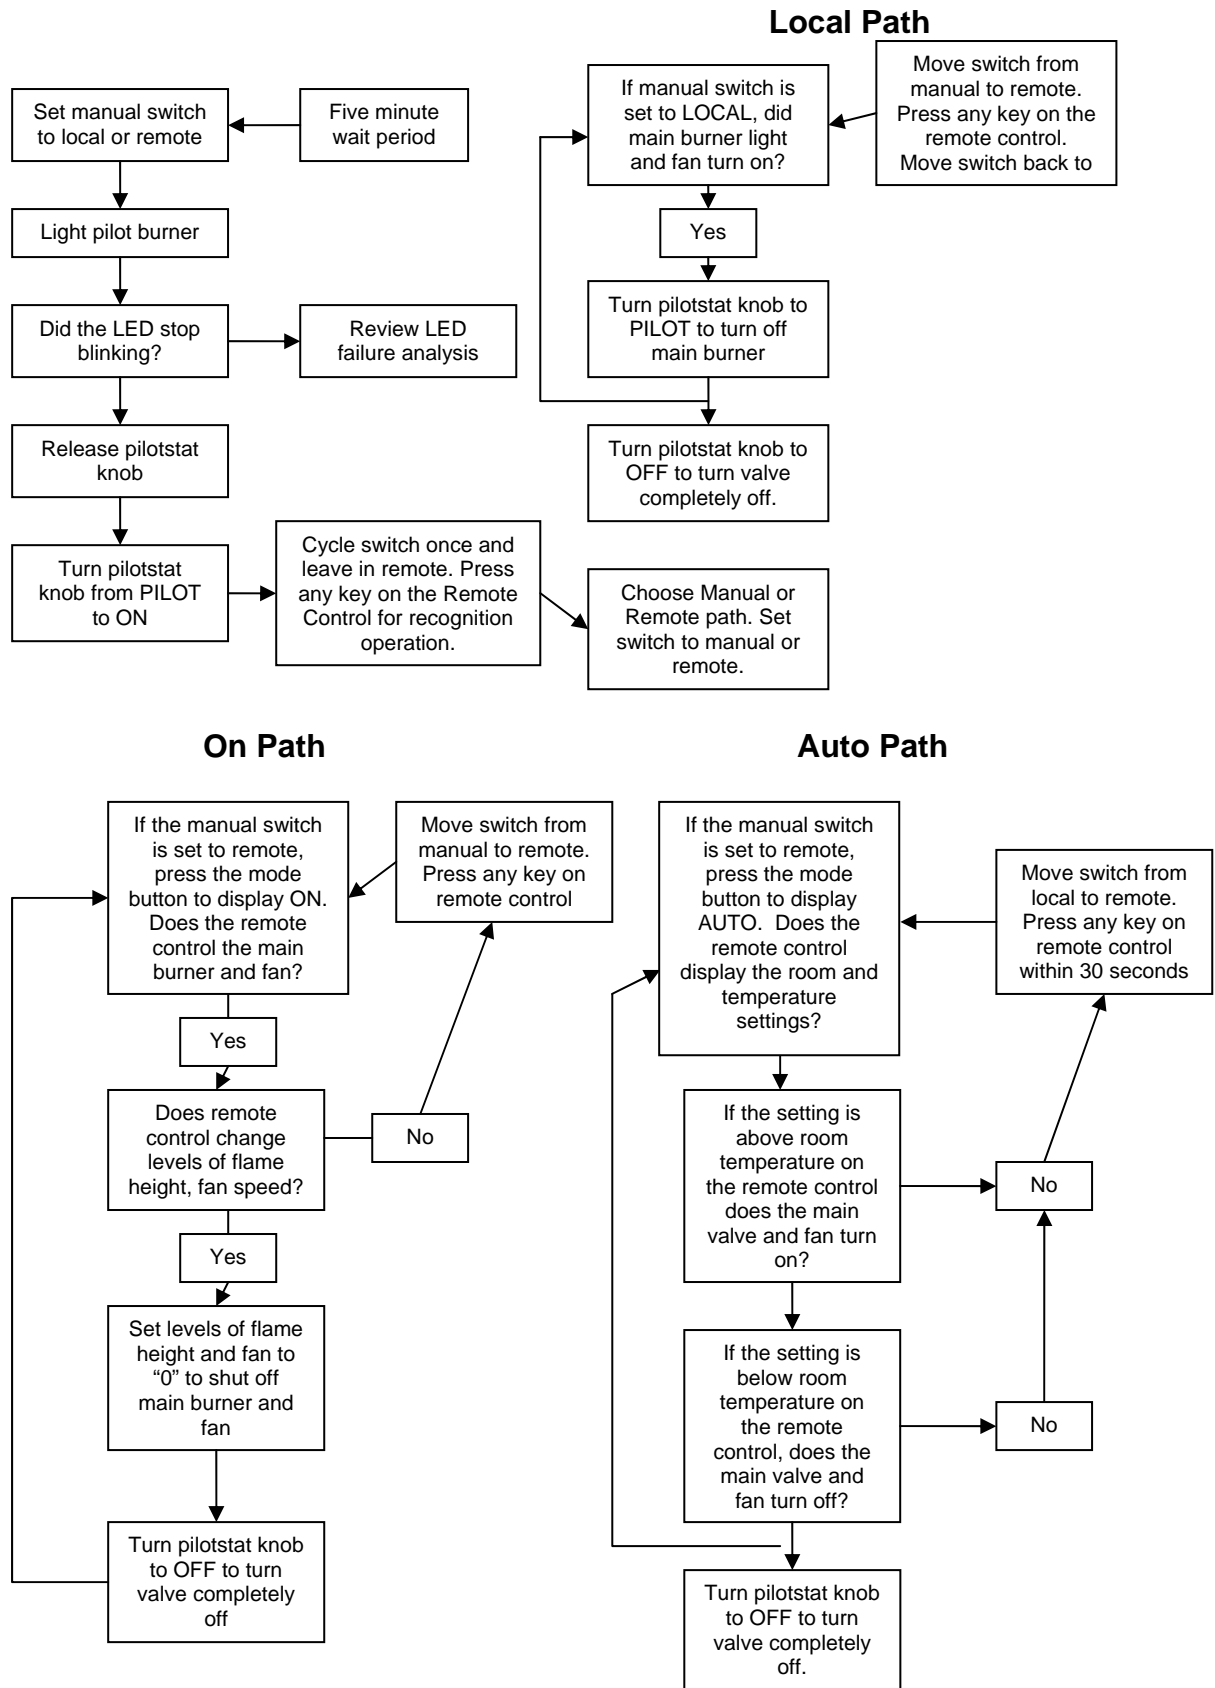 Local Path
Set manual switch
to local or remote
Five minute
wait period
Light pilot burner
Did the LED stop
blinking?
Review LED
failure analysis
Release pilotstat
knob
Turn pilotstat
knob from PILOT
to ON
Cycle switch once and
leave in remote. Press
any key on the Remote
Control for recognition
operation.
Choose Manual or
Remote path. Set
switch to manual or
remote.
If manual switch is
set to LOCAL, did
main burner light
and fan turn on?
Move switch from
manual to remote.
Press any key on the
remote control.
Move switch back to
Yes
Turn pilotstat knob to
PILOT to turn off
main burner
Turn pilotstat knob to
OFF to turn valve
completely off.
On Path
If the manual switch
is set to remote,
press the mode
button to display ON.
Does the remote
control the main
burner and fan?
Move switch from
manual to remote.
Press any key on
remote control
Yes
Does remote
control change
levels of flame
height, fan speed?
No
Yes
Set levels of flame
height and fan to
“0” to shut off
main burner and
fan
Turn pilotstat knob
to OFF to turn
valve completely
off
Auto Path
If the manual switch
is set to remote,
press the mode
button to display
AUTO. Does the
remote control
display the room and
temperature
settings?
Move switch from
local to remote.
Press any key on
remote control
within 30 seconds
If the setting is
above room
temperature on
the remote control
does the main
valve and fan turn
on?
No
If the setting is
below room
temperature on
the remote
control, does the
main valve and
fan turn off?
No
Turn pilotstat knob
to OFF to turn
valve completely
off.